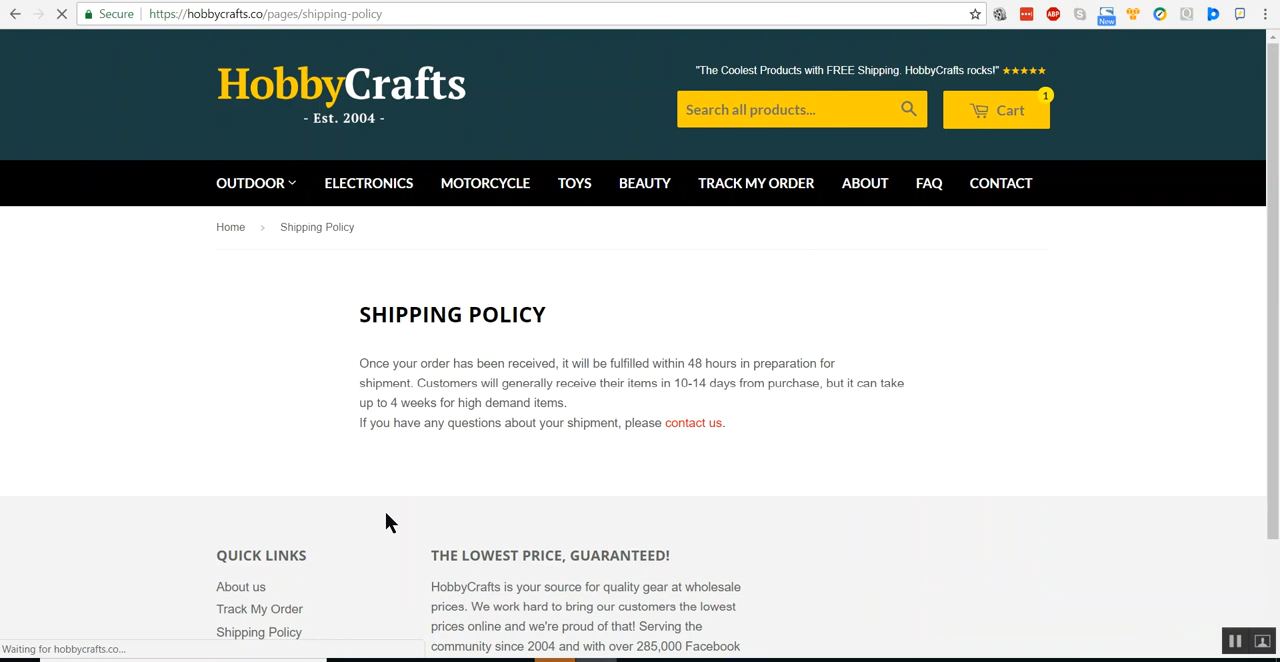 Secure https://hobbycrafts.co/pages/shipping-policy
ABP
New
HobbyCrafts
- Est. 2004 -
"The Coolest Products with FREE Shipping. HobbyCrafts rocks!" ★★★★★
Search all products...
Cart 1
OUTDOOR ELECTRONICS MOTORCYCLE TOYS BEAUTY TRACK MY ORDER ABOUT FAQ CONTACT
Home › Shipping Policy
SHIPPING POLICY
Once your order has been received, it will be fulfilled within 48 hours in preparation for
shipment. Customers will generally receive their items in 10-14 days from purchase, but it can take
up to 4 weeks for high demand items.
If you have any questions about your shipment, please contact us.
QUICK LINKS
About us
Track My Order
Shipping Policy
THE LOWEST PRICE, GUARANTEED!
HobbyCrafts is your source for quality gear at wholesale
prices. We work hard to bring our customers the lowest
prices online and we're proud of that! Serving the
community since 2004 and with over 285,000 Facebook
Waiting for hobbycrafts.co...